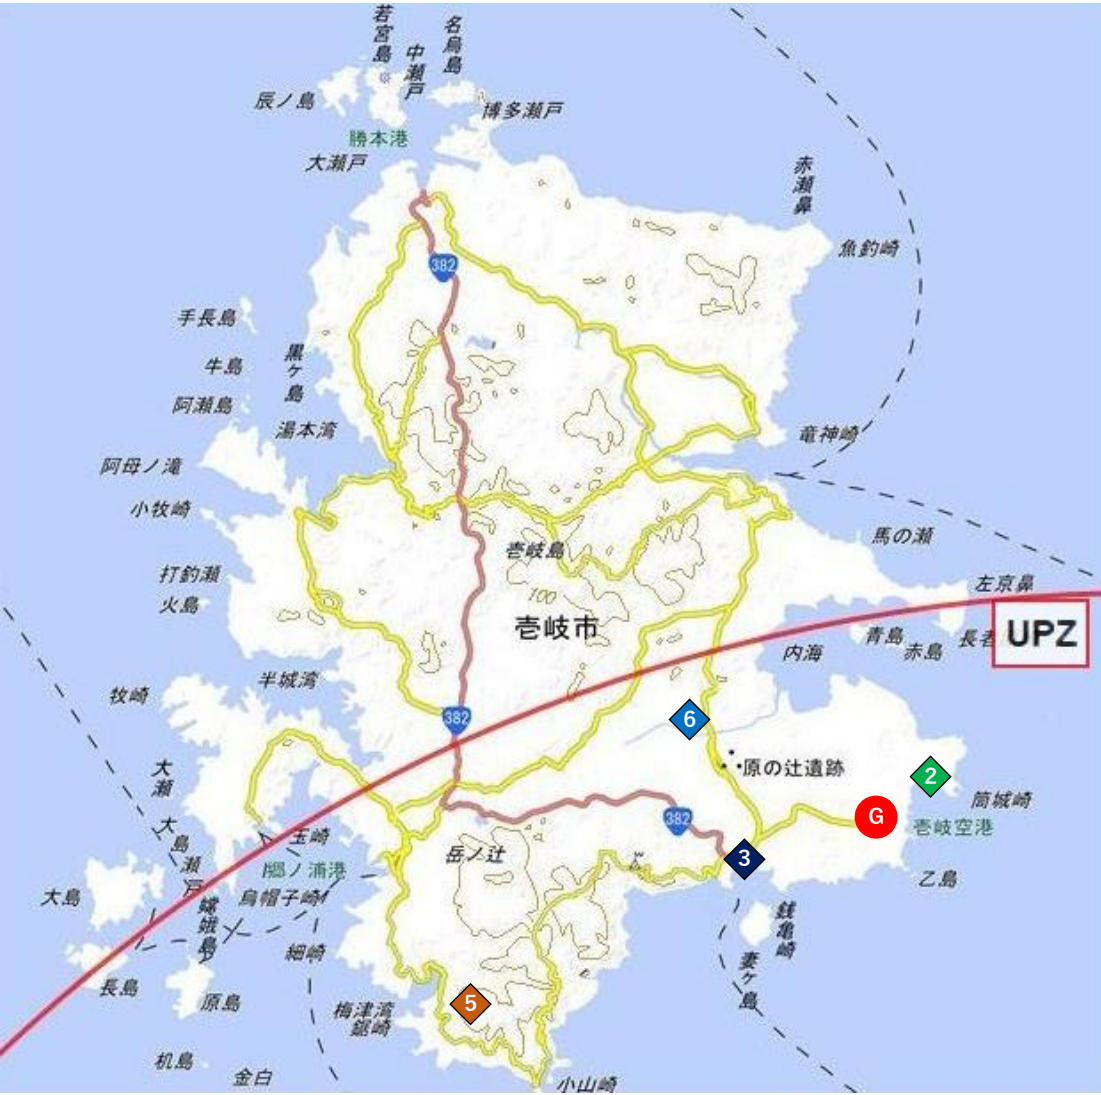 若宮島
中瀬戸
名烏島
辰ノ島
博多瀬戸
勝本港
大瀬戸
赤瀬鼻
魚釣崎
382
手長島
黒ヶ島
牛島
阿瀬島
湯本湾
竜神崎
阿母ノ滝
小牧崎
馬の瀬
壱岐島
打釣瀬
左京鼻
火島
100
壱岐市
UPZ
青島
赤島
長者
内海
半城湾
牧崎
382
6
原の辻遺跡
大瀬
2
筒城崎
G
壱岐空港
382
大島瀬戸
玉崎
岳ノ辻
3
郷ノ浦港
乙島
大島
烏帽子崎
嫦娥島
銭亀崎
細崎
妻ヶ島
長島
原島
5
梅津湾
鋸崎
机島
金白
小山崎